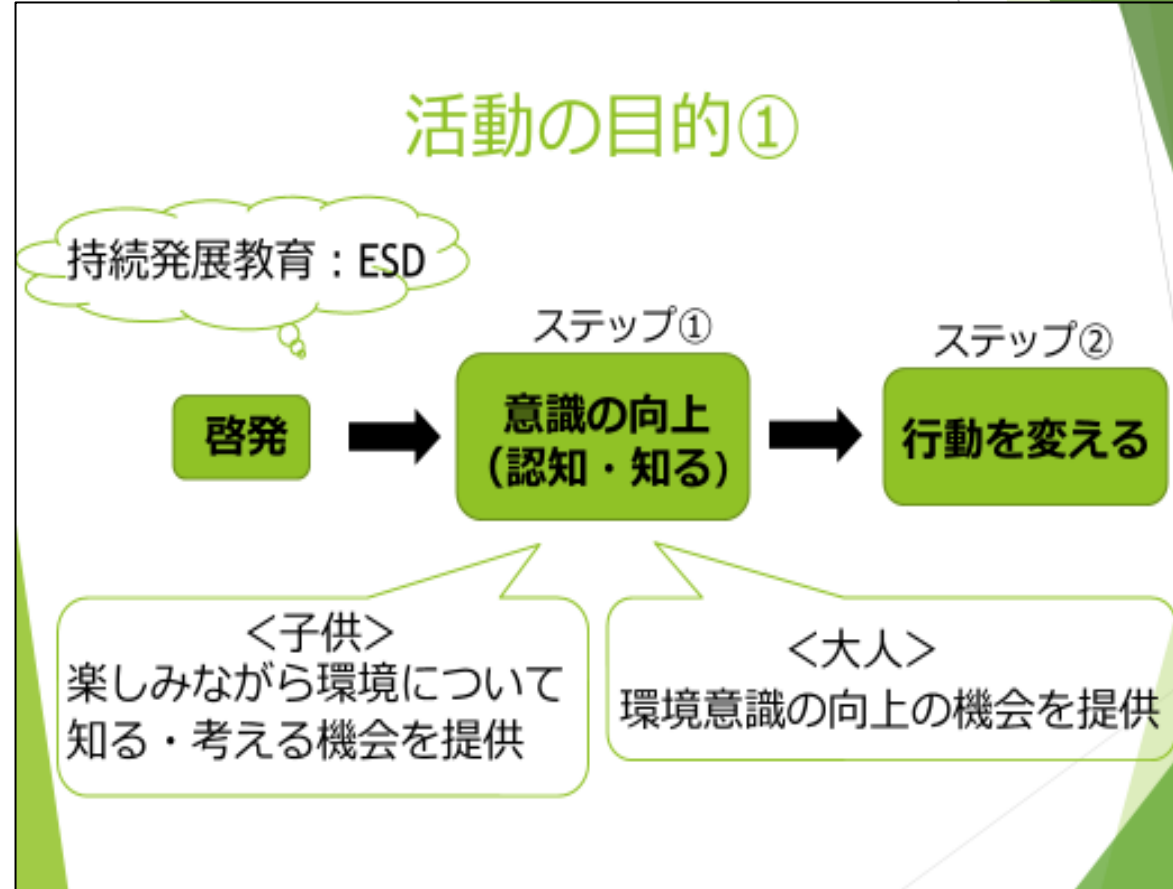 活動の目的①
持続発展教育：ESD
ステップ①
ステップ②
啓発
意識の向上
（認知・知る）
行動を変える
＜子供＞
楽しみながら環境について
知る・考える機会を提供
＜大人＞
環境意識の向上の機会を提供